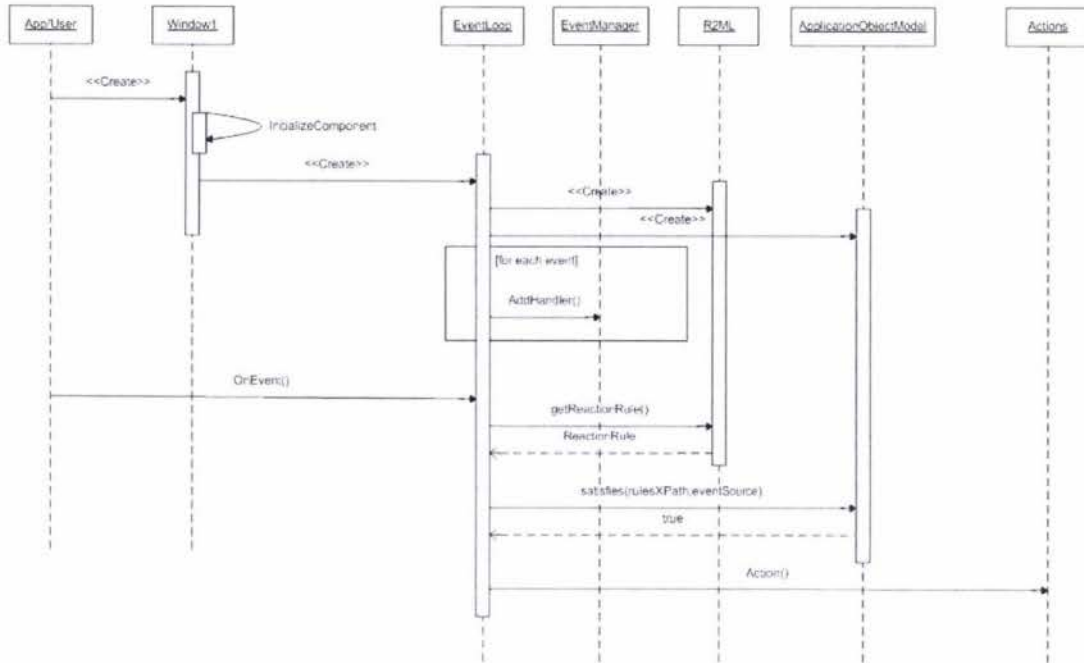 App/User
Window1
EventLoop
EventManager
R2ML
ApplicationObjectModel
Actions
<<Create>>
InitializeComponent
<<Create>>
<<Create>>
<<Create>>
[for each event]
AddHandler()
OnEvent()
getReactionRule()
ReactionRule
satisfies(rulesXPath,eventSource)
true
Action()